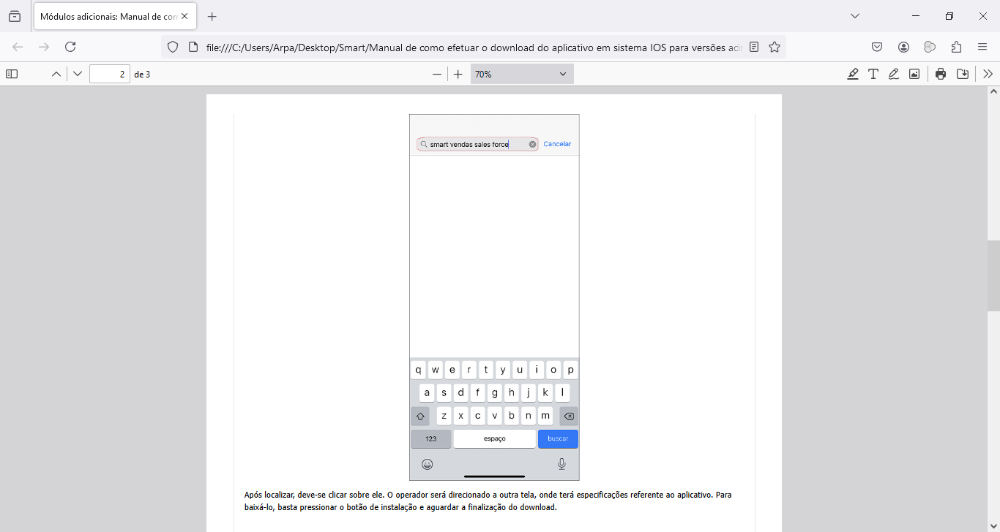 Módulos adicionais: Manual de con
file:///C:/Users/Arpa/Desktop/Smart/Manual de como efetuar o download do aplicativo em sistema IOS para versões aci
2 de 3
70%
smart vendas sales force
Cancelar
q w e r t y u i o p
a s d f g h j k l
z x c v b n m
123 espaço buscar
Após localizar, deve-se clicar sobre ele. O operador será direcionado a outra tela, onde terá especificações referente ao aplicativo. Para
baixá-lo, basta pressionar o botão de instalação e aguardar a finalização do download.